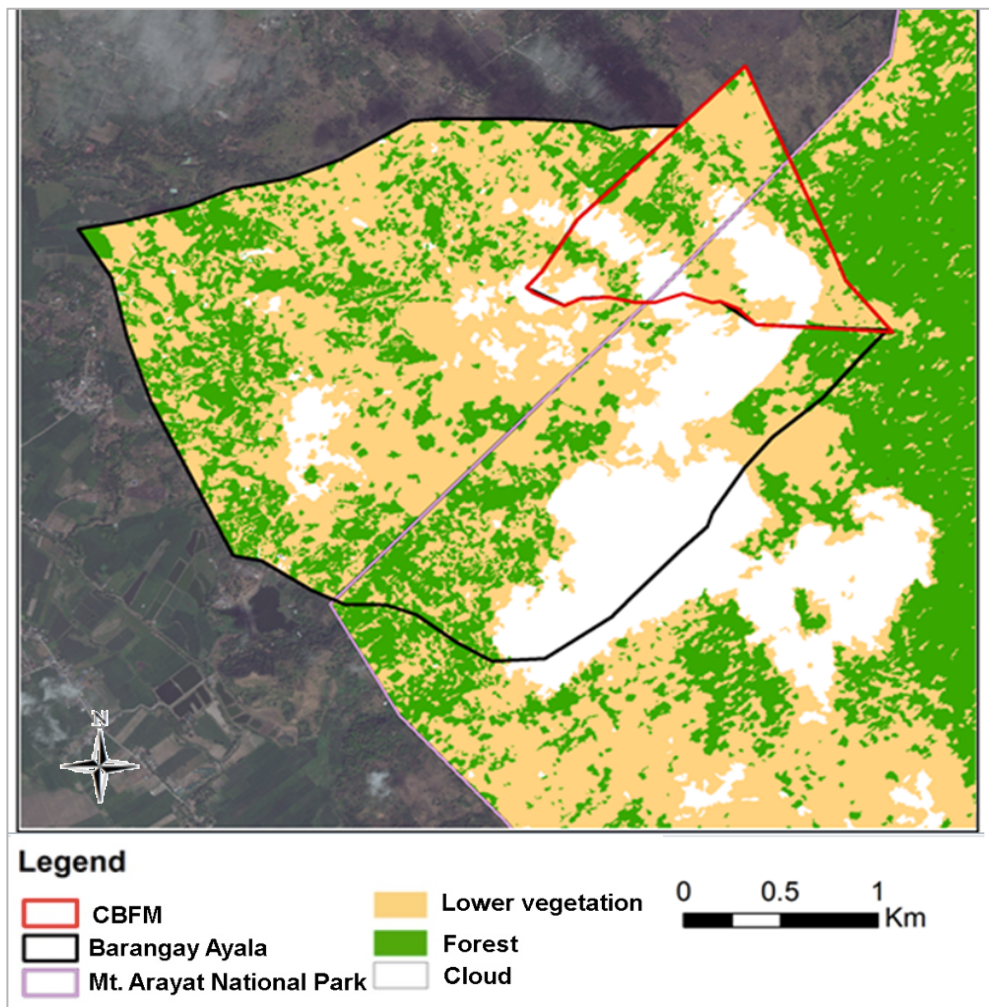 N
Legend
CBFM
Barangay Ayala
Mt. Arayat National Park
Lower vegetation
Forest
Cloud
0 0.5 1
Km